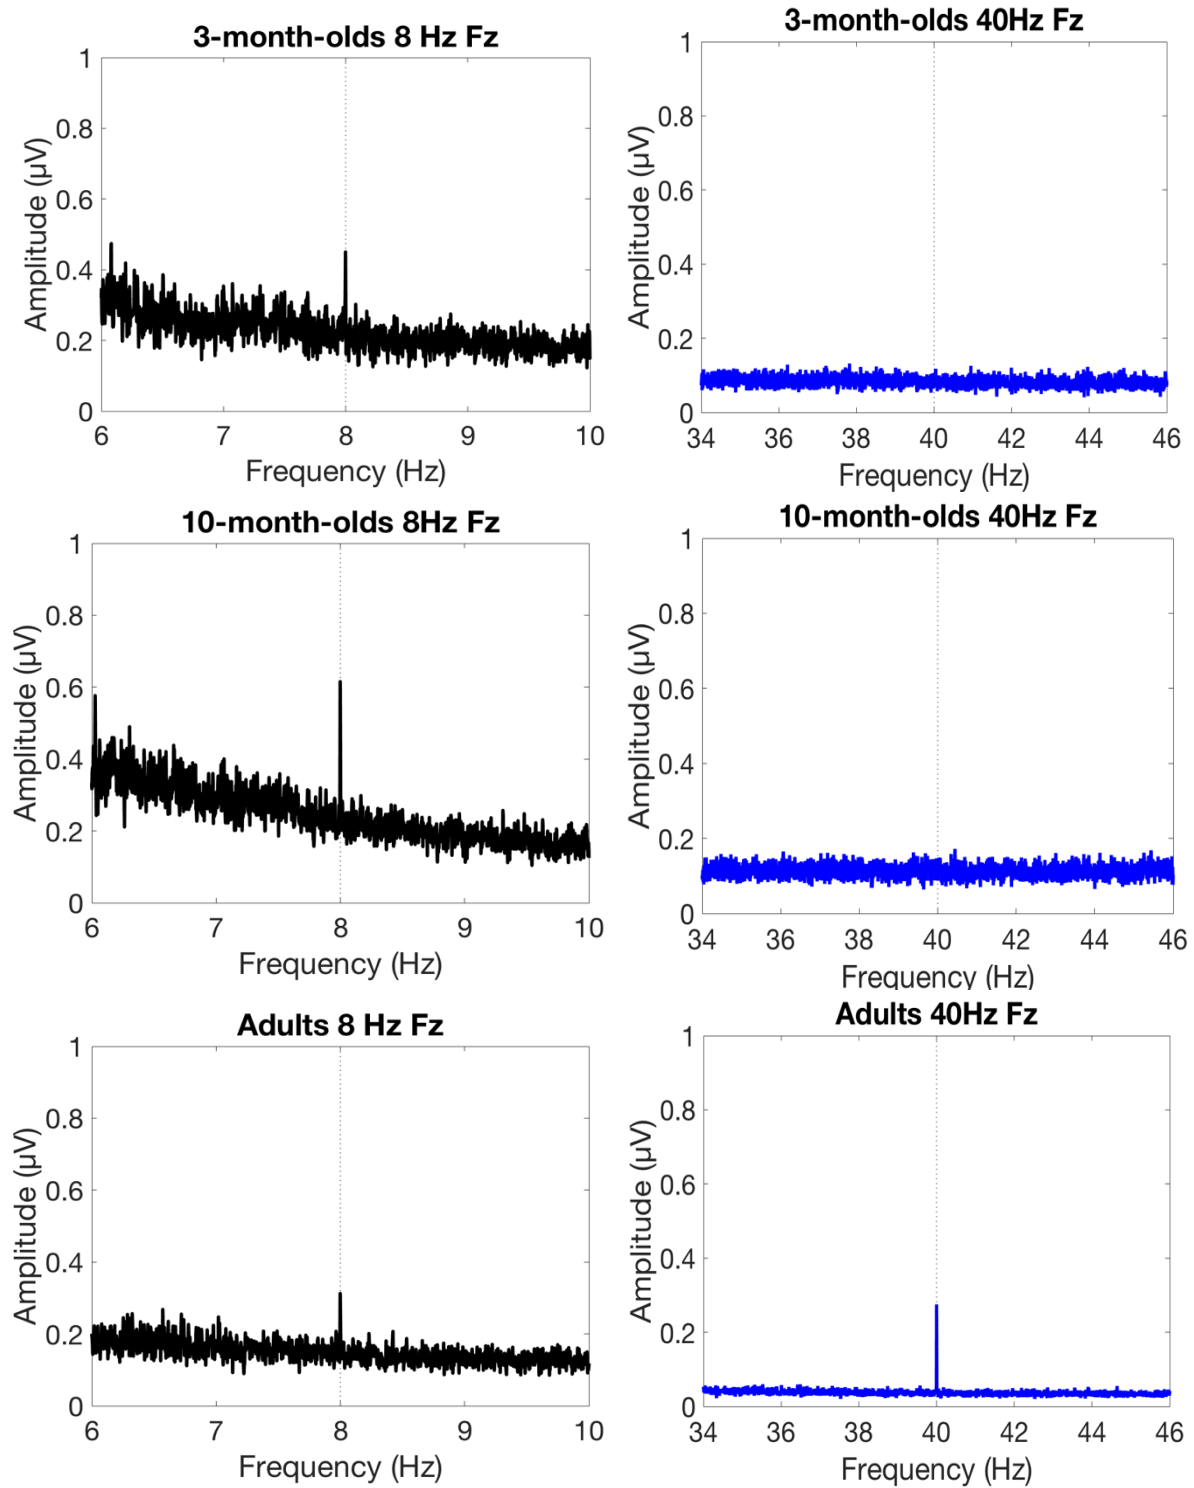 3-month-olds 8 Hz Fz
1
0.8
0.6
0.4
0.2
0
Amplitude (µV)
6 7 8 9 10
Frequency (Hz)
3-month-olds 40Hz Fz
1
0.8
0.6
0.4
0.2
0
Amplitude (µV)
34 36 38 40 42 44 46
Frequency (Hz)
10-month-olds 8Hz Fz
1
0.8
0.6
0.4
0.2
0
Amplitude (µV)
6 7 8 9 10
Frequency (Hz)
10-month-olds 40Hz Fz
1
0.8
0.6
0.4
0.2
0
Amplitude (µV)
34 36 38 40 42 44 46
Frequency (Hz)
Adults 8 Hz Fz
1
0.8
0.6
0.4
0.2
0
Amplitude (µV)
6 7 8 9 10
Frequency (Hz)
Adults 40Hz Fz
1
0.8
0.6
0.4
0.2
0
Amplitude (µV)
34 36 38 40 42 44 46
Frequency (Hz)